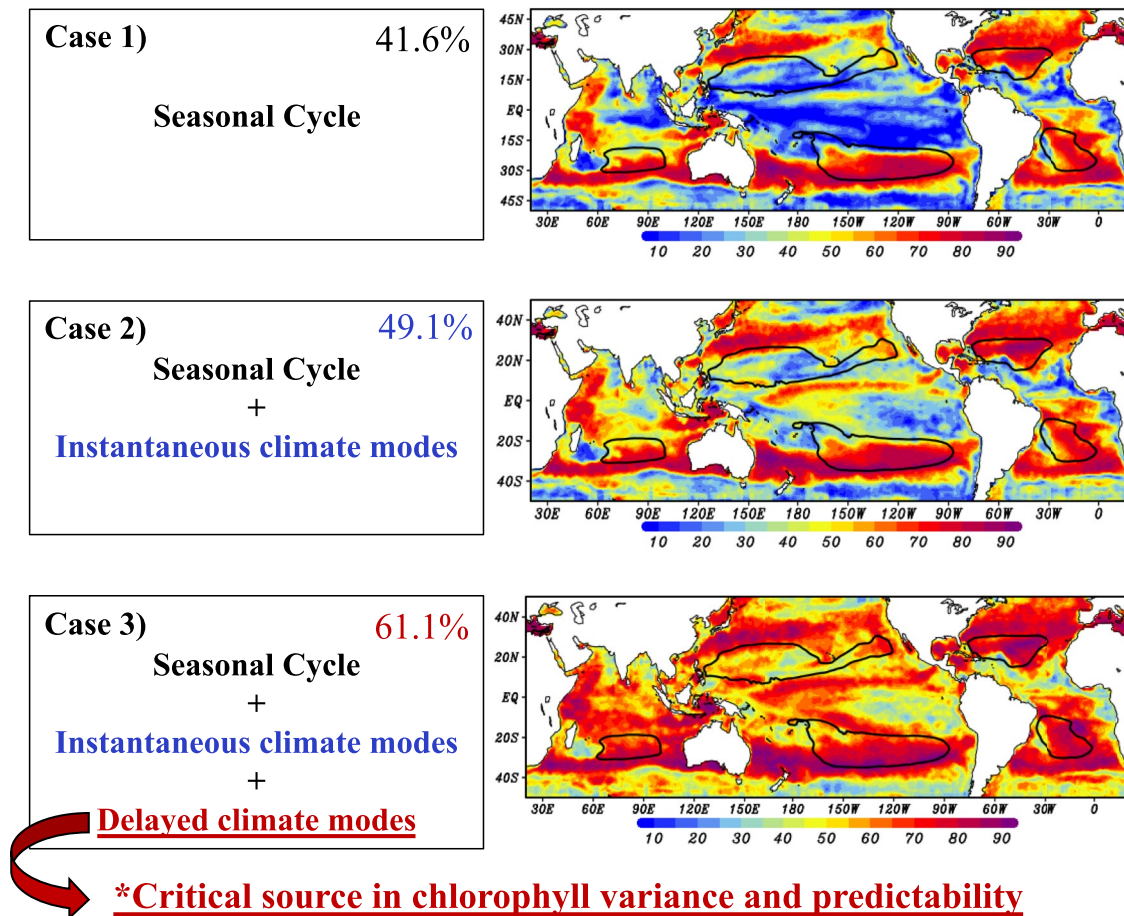 Case 1)
41.6%
Seasonal Cycle
45N
30N
15N
EQ
15S
30S
45S
30E 60E 90E 120E 150E 180 150W 120W 90W 60W 30W 0
10 20 30 40 50 60 70 80 90
Case 2)
49.1%
Seasonal Cycle
+
Instantaneous climate modes
40N
20N
EQ
20S
40S
30E 60E 90E 120E 150E 180 150W 120W 90W 60W 30W 0
10 20 30 40 50 60 70 80 90
Case 3)
61.1%
Seasonal Cycle
+
Instantaneous climate modes
+
Delayed climate modes
40N
20N
EQ
20S
40S
30E 60E 90E 120E 150E 180 150W 120W 90W 60W 30W 0
10 20 30 40 50 60 70 80 90
*Critical source in chlorophyll variance and predictability